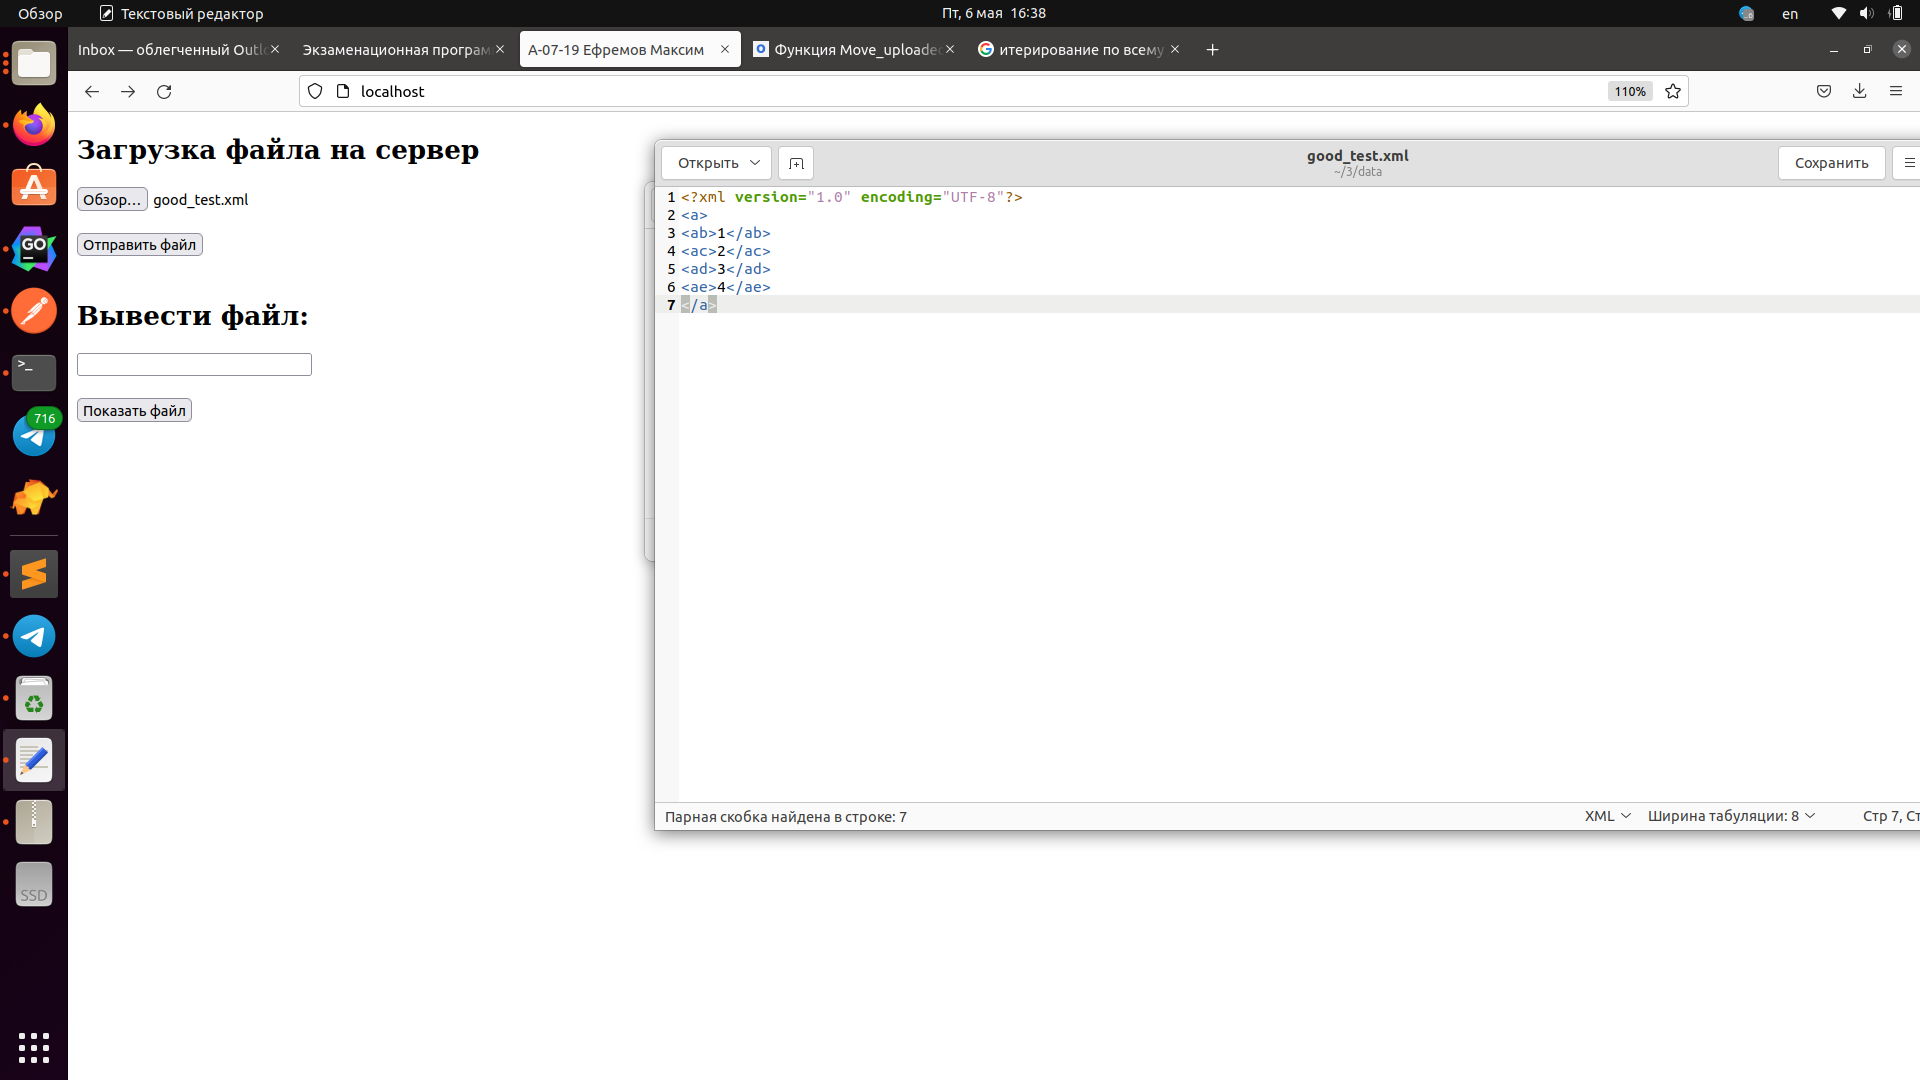 Обзор
Текстовый редактор
Пт, 6 мая 16:38
en
Inbox — облегченный Outl
Экзаменационная програм
А-07-19 Ефремов Максим
Функция Move_uploaded
итерирование по всему
localhost
110%
Загрузка файла на сервер
Обзор… good_test.xml
Отправить файл
Вывести файл:
Показать файл
Открыть
good_test.xml
~/3/data
Сохранить
1 <?xml version="1.0" encoding="UTF-8"?>
2 <a>
3 <ab>1</ab>
4 <ac>2</ac>
5 <ad>3</ad>
6 <ae>4</ae>
7 </a>
Парная скобка найдена в строке: 7
XML
Ширина табуляции: 8
Стр 7, Ст
GO
>_
716
SSD